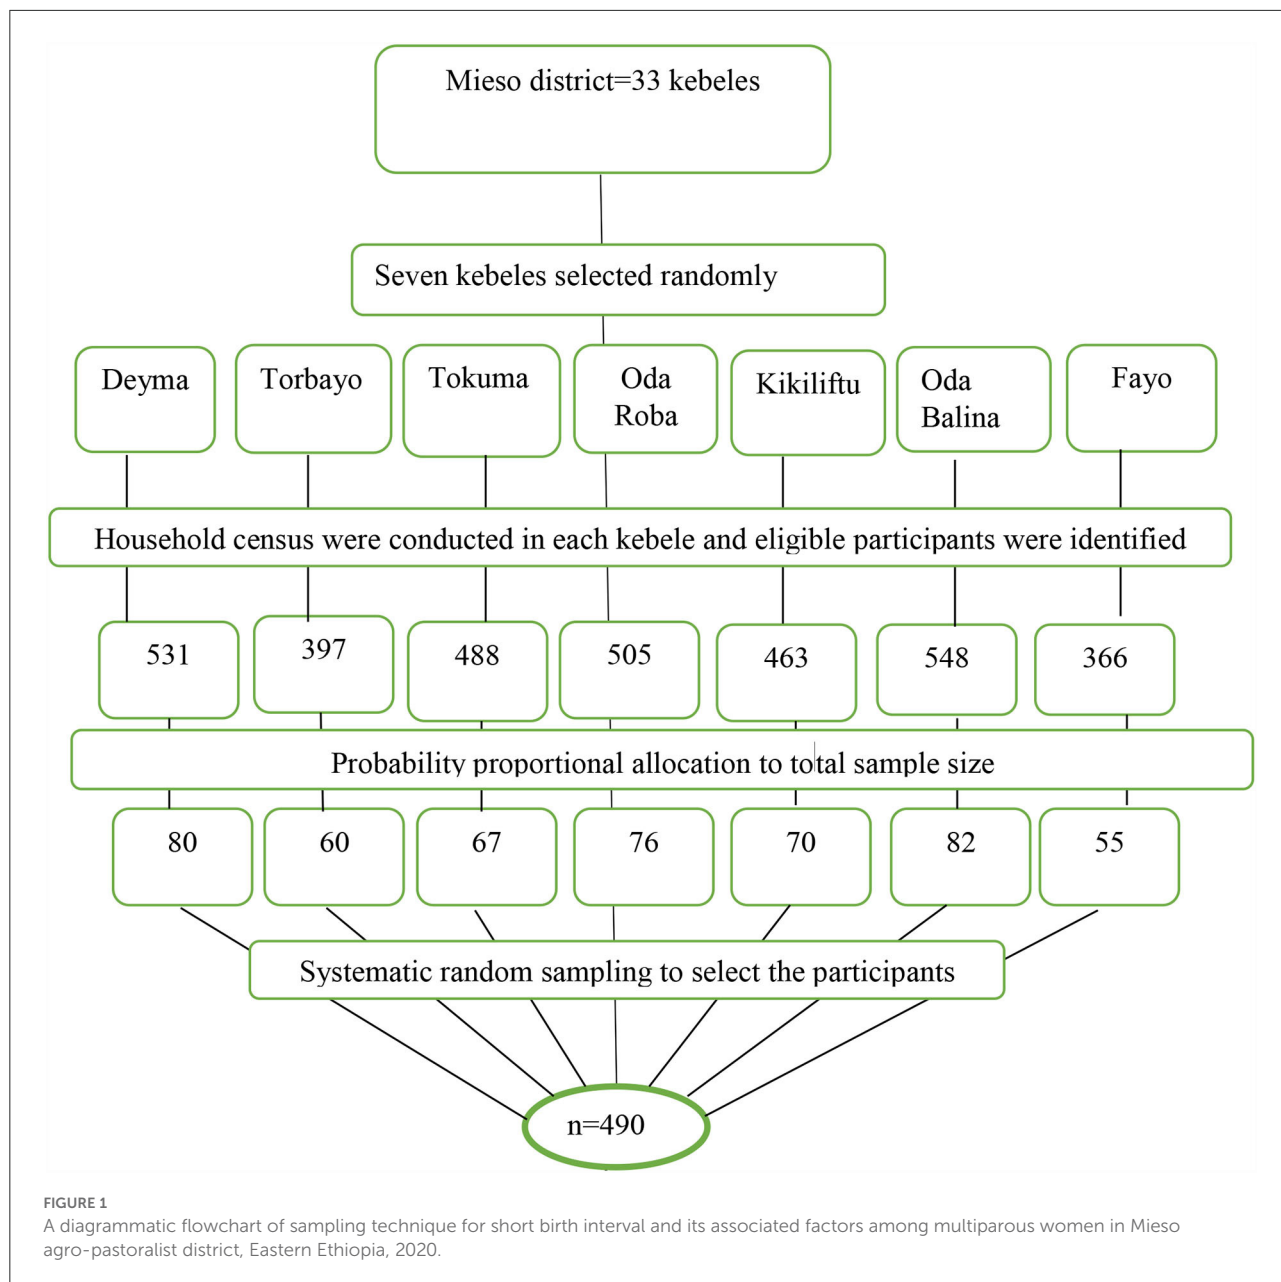 Mieso district=33 kebeles
Seven kebeles selected randomly
Deyma
Torbayo
Tokuma
Oda
Roba
Kikiliftu
Oda
Balina
Fayo
Household census were conducted in each kebele and eligible participants were identified
531
397
488
505
463
548
366
Probability proportional allocation to total sample size
80
60
67
76
70
82
55
Systematic random sampling to select the participants
n=490
FIGURE 1
A diagrammatic flowchart of sampling technique for short birth interval and its associated factors among multiparous women in Mieso
agro-pastoralist district, Eastern Ethiopia, 2020.